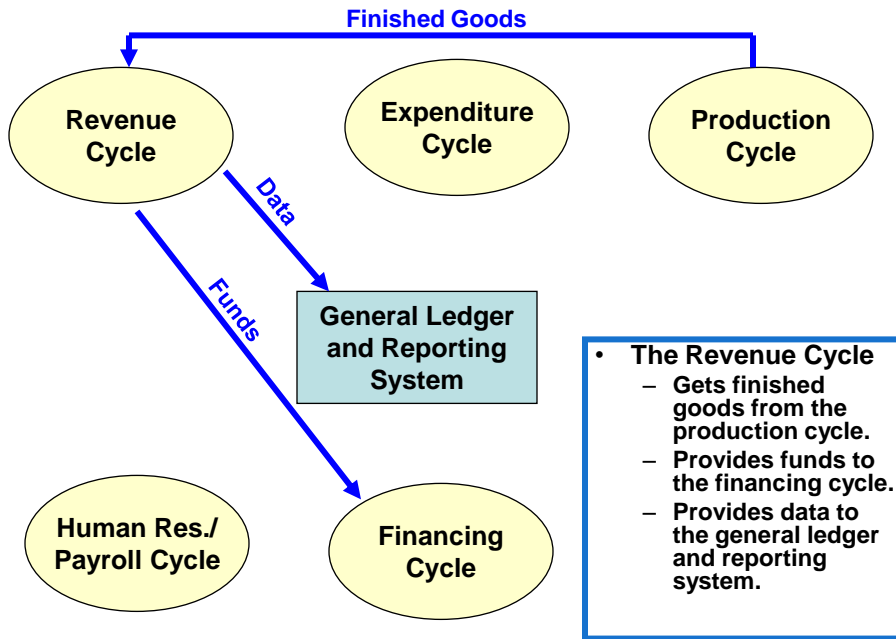 Finished Goods
Revenue
Cycle
Expenditure
Cycle
Production
Cycle
Data
Funds
General Ledger
and Reporting
System
• The Revenue Cycle
– Gets finished
goods from the
production cycle.
– Provides funds to
the financing cycle.
– Provides data to
the general ledger
and reporting
system.
Human Res./
Payroll Cycle
Financing
Cycle